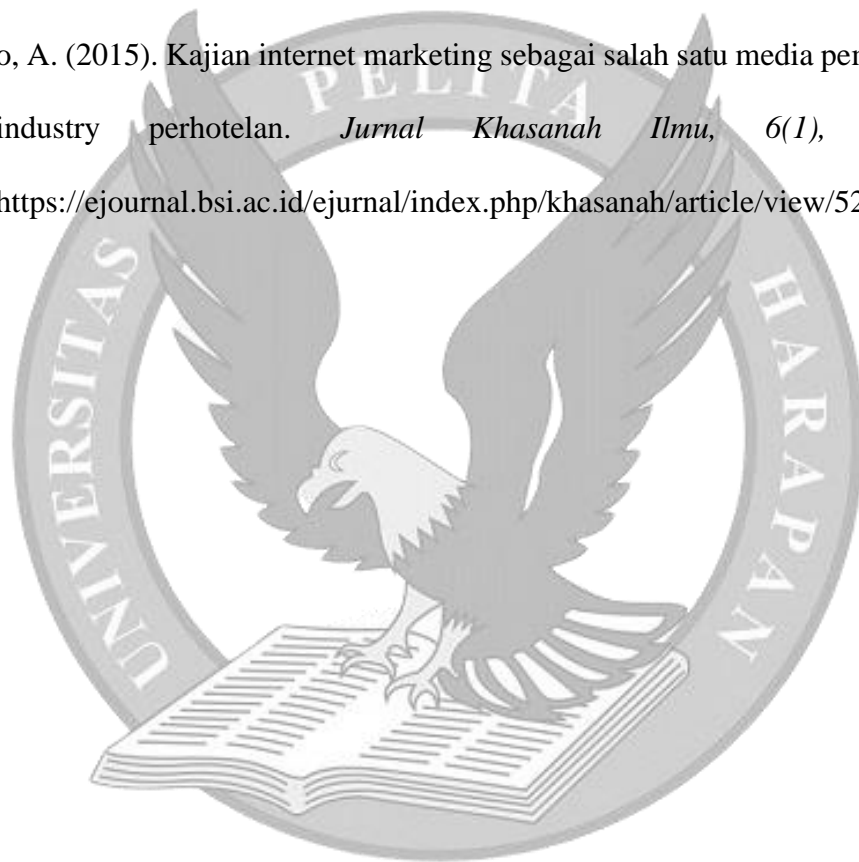 o, A. (2015). Kajian internet marketing sebagai salah satu media per
industry perhotelan. Jurnal Khasanah Ilmu, 6(1),
https://ejournal.bsi.ac.id/ejurnal/index.php/khasanah/article/view/52
UNIVERSITAS PELITA HARAPAN